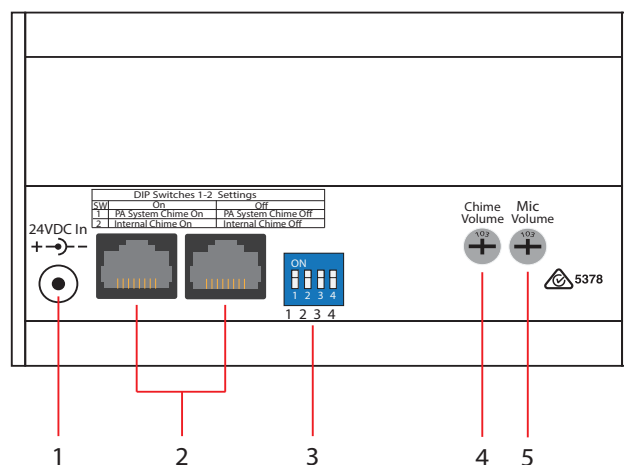 DIP Switches 1-2 Settings
SW On Off
1 PA System Chime On PA System Chime Off
2 Internal Chime On Internal Chime Off
24VDC In
+ -
ON
1 2 3 4
1 2 3 4
Chime Volume
Mic Volume
103
103
5378
1 2 3 4 5